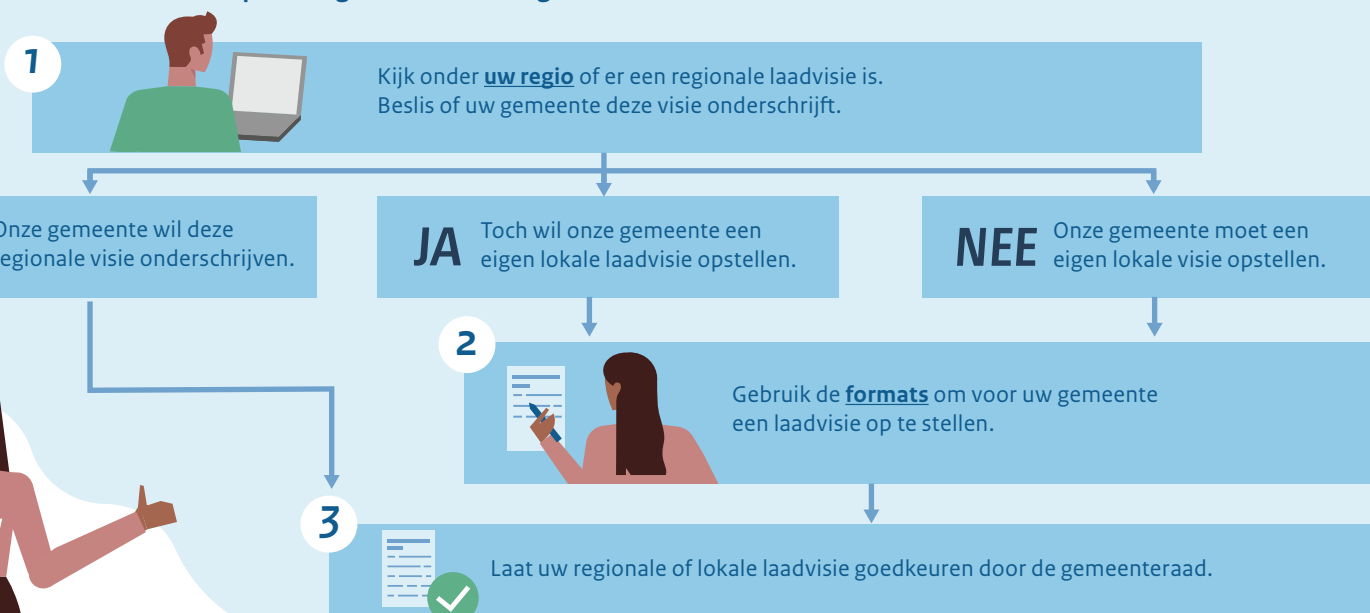 1
Kijk onder uw regio of er een regionale laadvisie is.
Beslis of uw gemeente deze visie onderschrijft.
Onze gemeente wil deze
regionale visie onderschrijven.
JA
Toch wil onze gemeente een
eigen lokale laadvisie opstellen.
NEE
Onze gemeente moet een
eigen lokale visie opstellen.
2
Gebruik de formats om voor uw gemeente
een laadvisie op te stellen.
3
Laat uw regionale of lokale laadvisie goedkeuren door de gemeenteraad.